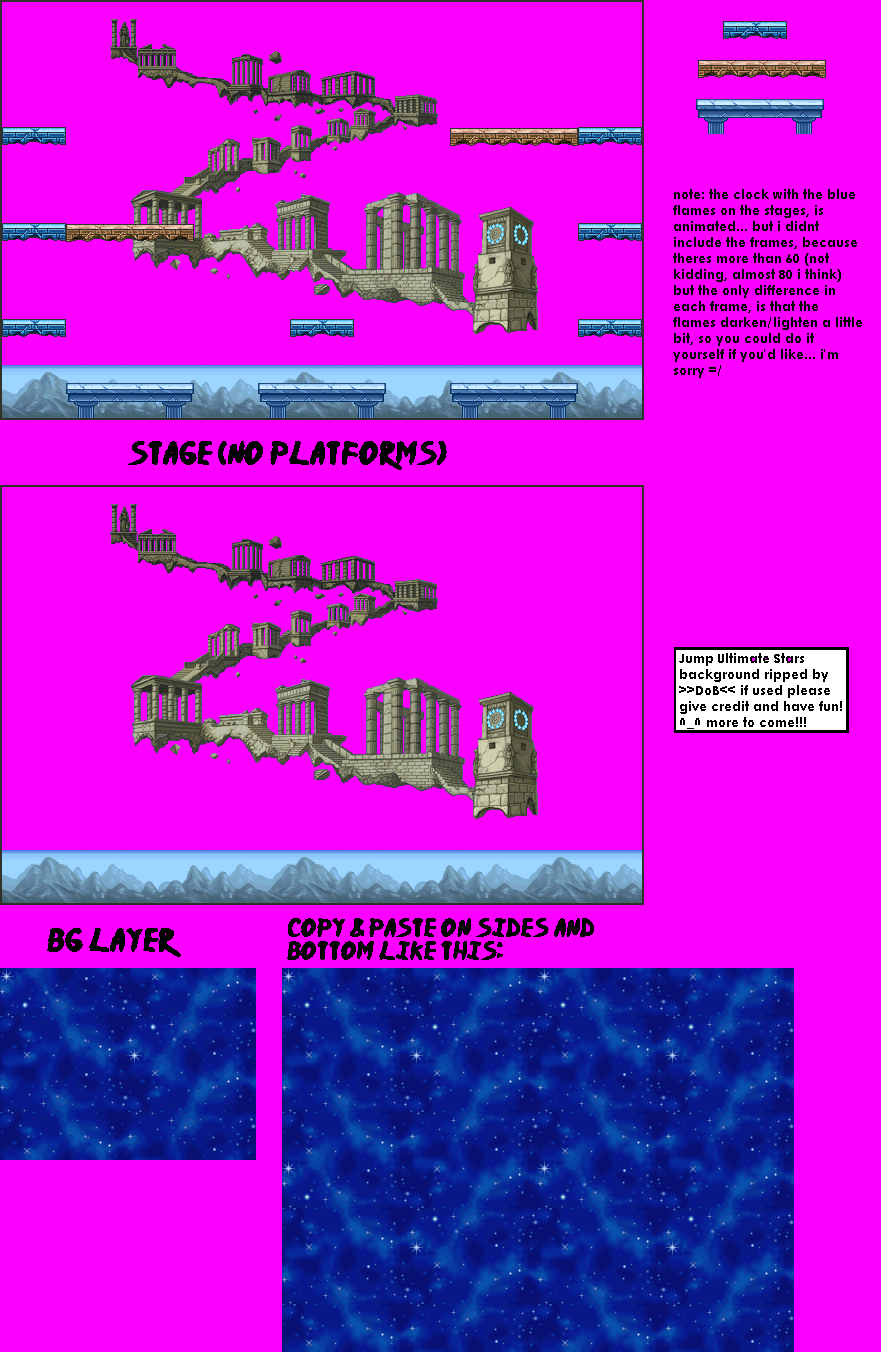 note: the clock with the blue
flames on the stages, is
animated... but i didnt
include the frames, because
theres more than 60 (not
kidding, almost 80 i think)
but the only difference in
each frame, is that the
flames darken/lighten a little
bit, so you could do it
yourself if you'd like... i'm
sorry =/
STAGE (NO PLATFORMS)
Jump Ultimate Stars
background ripped by
>>DoB<< if used please
give credit and have fun!
^_^ more to come!!!
BG LAYER
COPY & PASTE ON SIDES AND
BOTTOM LIKE THIS: